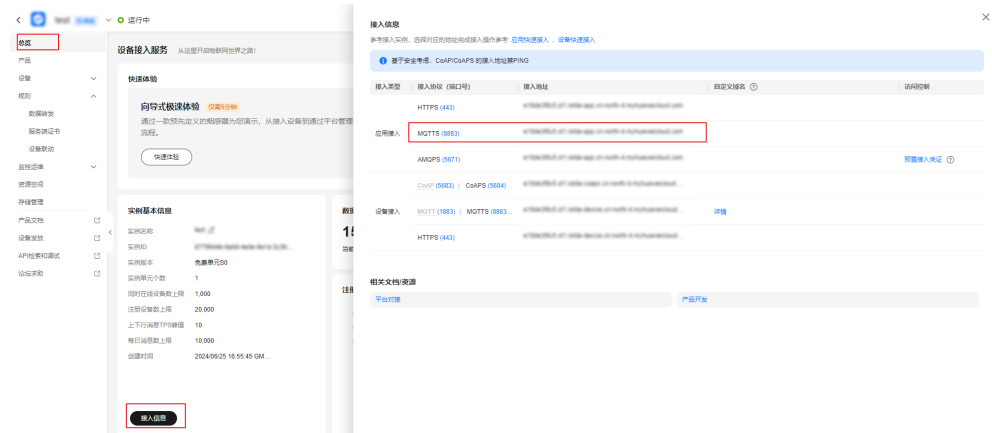 运行中
总览
产品
设备
规则
数据转发
服务端证书
设备联动
监控运维
资源空间
存储管理
产品文档
设备发放
API检索和调试
论坛求助
设备接入服务 从这里开启物联网世界之旅！
快速体验
向导式极速体验 仅需5分钟
通过一款预先定义的烟感器为您演示，从接入设备到通过平台管理
流程。
快速体验
实例基本信息
实例名称
实例ID
实例版本 免费单元S0
实例单元个数 1
同时在线设备数上限 1,000
注册设备数上限 20,000
上下行消息TPS峰值 10
每日消息数上限 10,000
创建时间 2024/06/25 16:55:45 GM...
接入信息
接入信息
参考接入实例，选择对应的地址完成接入操作参考: 应用快速接入 、设备快速接入
基于安全考虑，CoAP/CoAPS 的接入地址禁PING
接入类型 接入协议（端口号） 接入地址 自定义域名 访问控制
HTTPS (443)
应用接入 MQTTS (8883)
AMQPS (5671) 预置接入凭证
CoAP (5683) | CoAPS (5684)
设备接入 MQTT (1883) | MQTTS (8883... 详情
HTTPS (443)
相关文档/资源
平台对接 产品开发